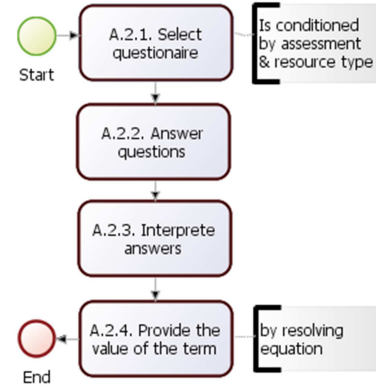 Start
A.2.1. Select
questionaire
Is conditioned
by assessment
& resource type
A.2.2. Answer
questions
A.2.3. Interprete
answers
A.2.4. Provide the
value of the term
by resolving
equation
End